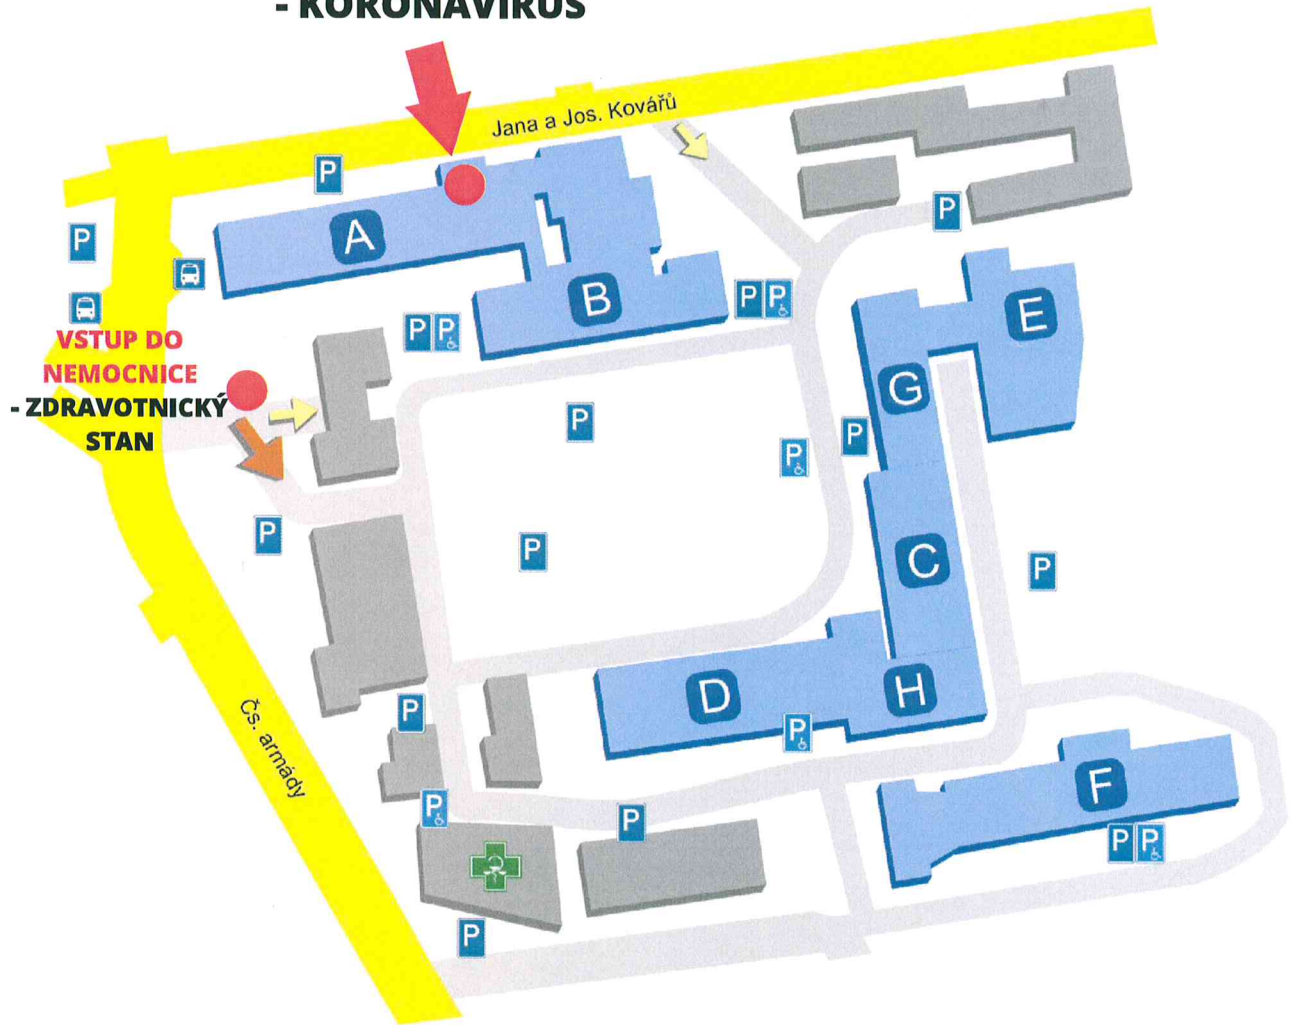 - KORONAVIRUS
Jana a Jos. Kovářů
P
P
A
P
B
P P
E
P P
VSTUP DO
NEMOCNICE
- ZDRAVOTNICKÝ
STAN
G
P
P
P
P
P
C
P
D
H
P
P
Čs. armády
F
P
P
P P
P